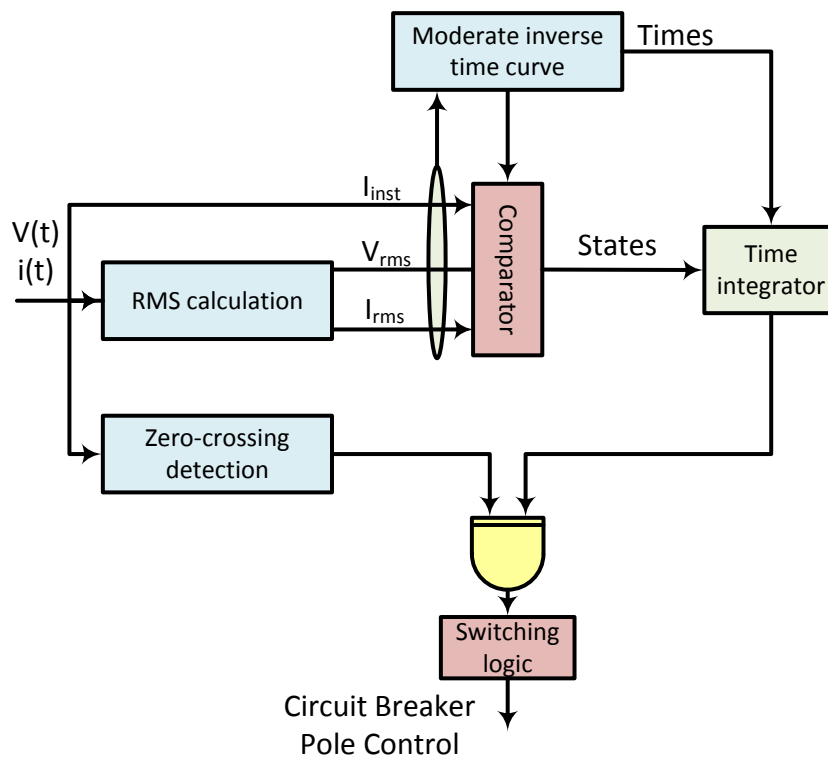 Moderate inverse
time curve
Times
I_inst
V(t)
i(t)
V_rms
RMS calculation
I_rms
Comparator
States
Time
integrator
Zero-crossing
detection
Switching
logic
Circuit Breaker
Pole Control